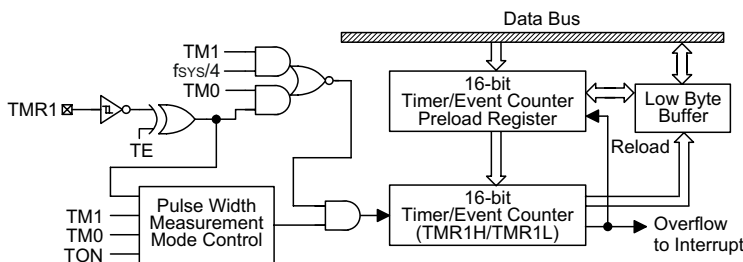 Data Bus
TM1
fSYS/4
TM0
TMR1
TE
16-bit
Timer/Event Counter
Preload Register
Low Byte
Buffer
Reload
TM1
TM0
TON
Pulse Width
Measurement
Mode Control
16-bit
Timer/Event Counter
(TMR1H/TMR1L)
Overflow
to Interrupt